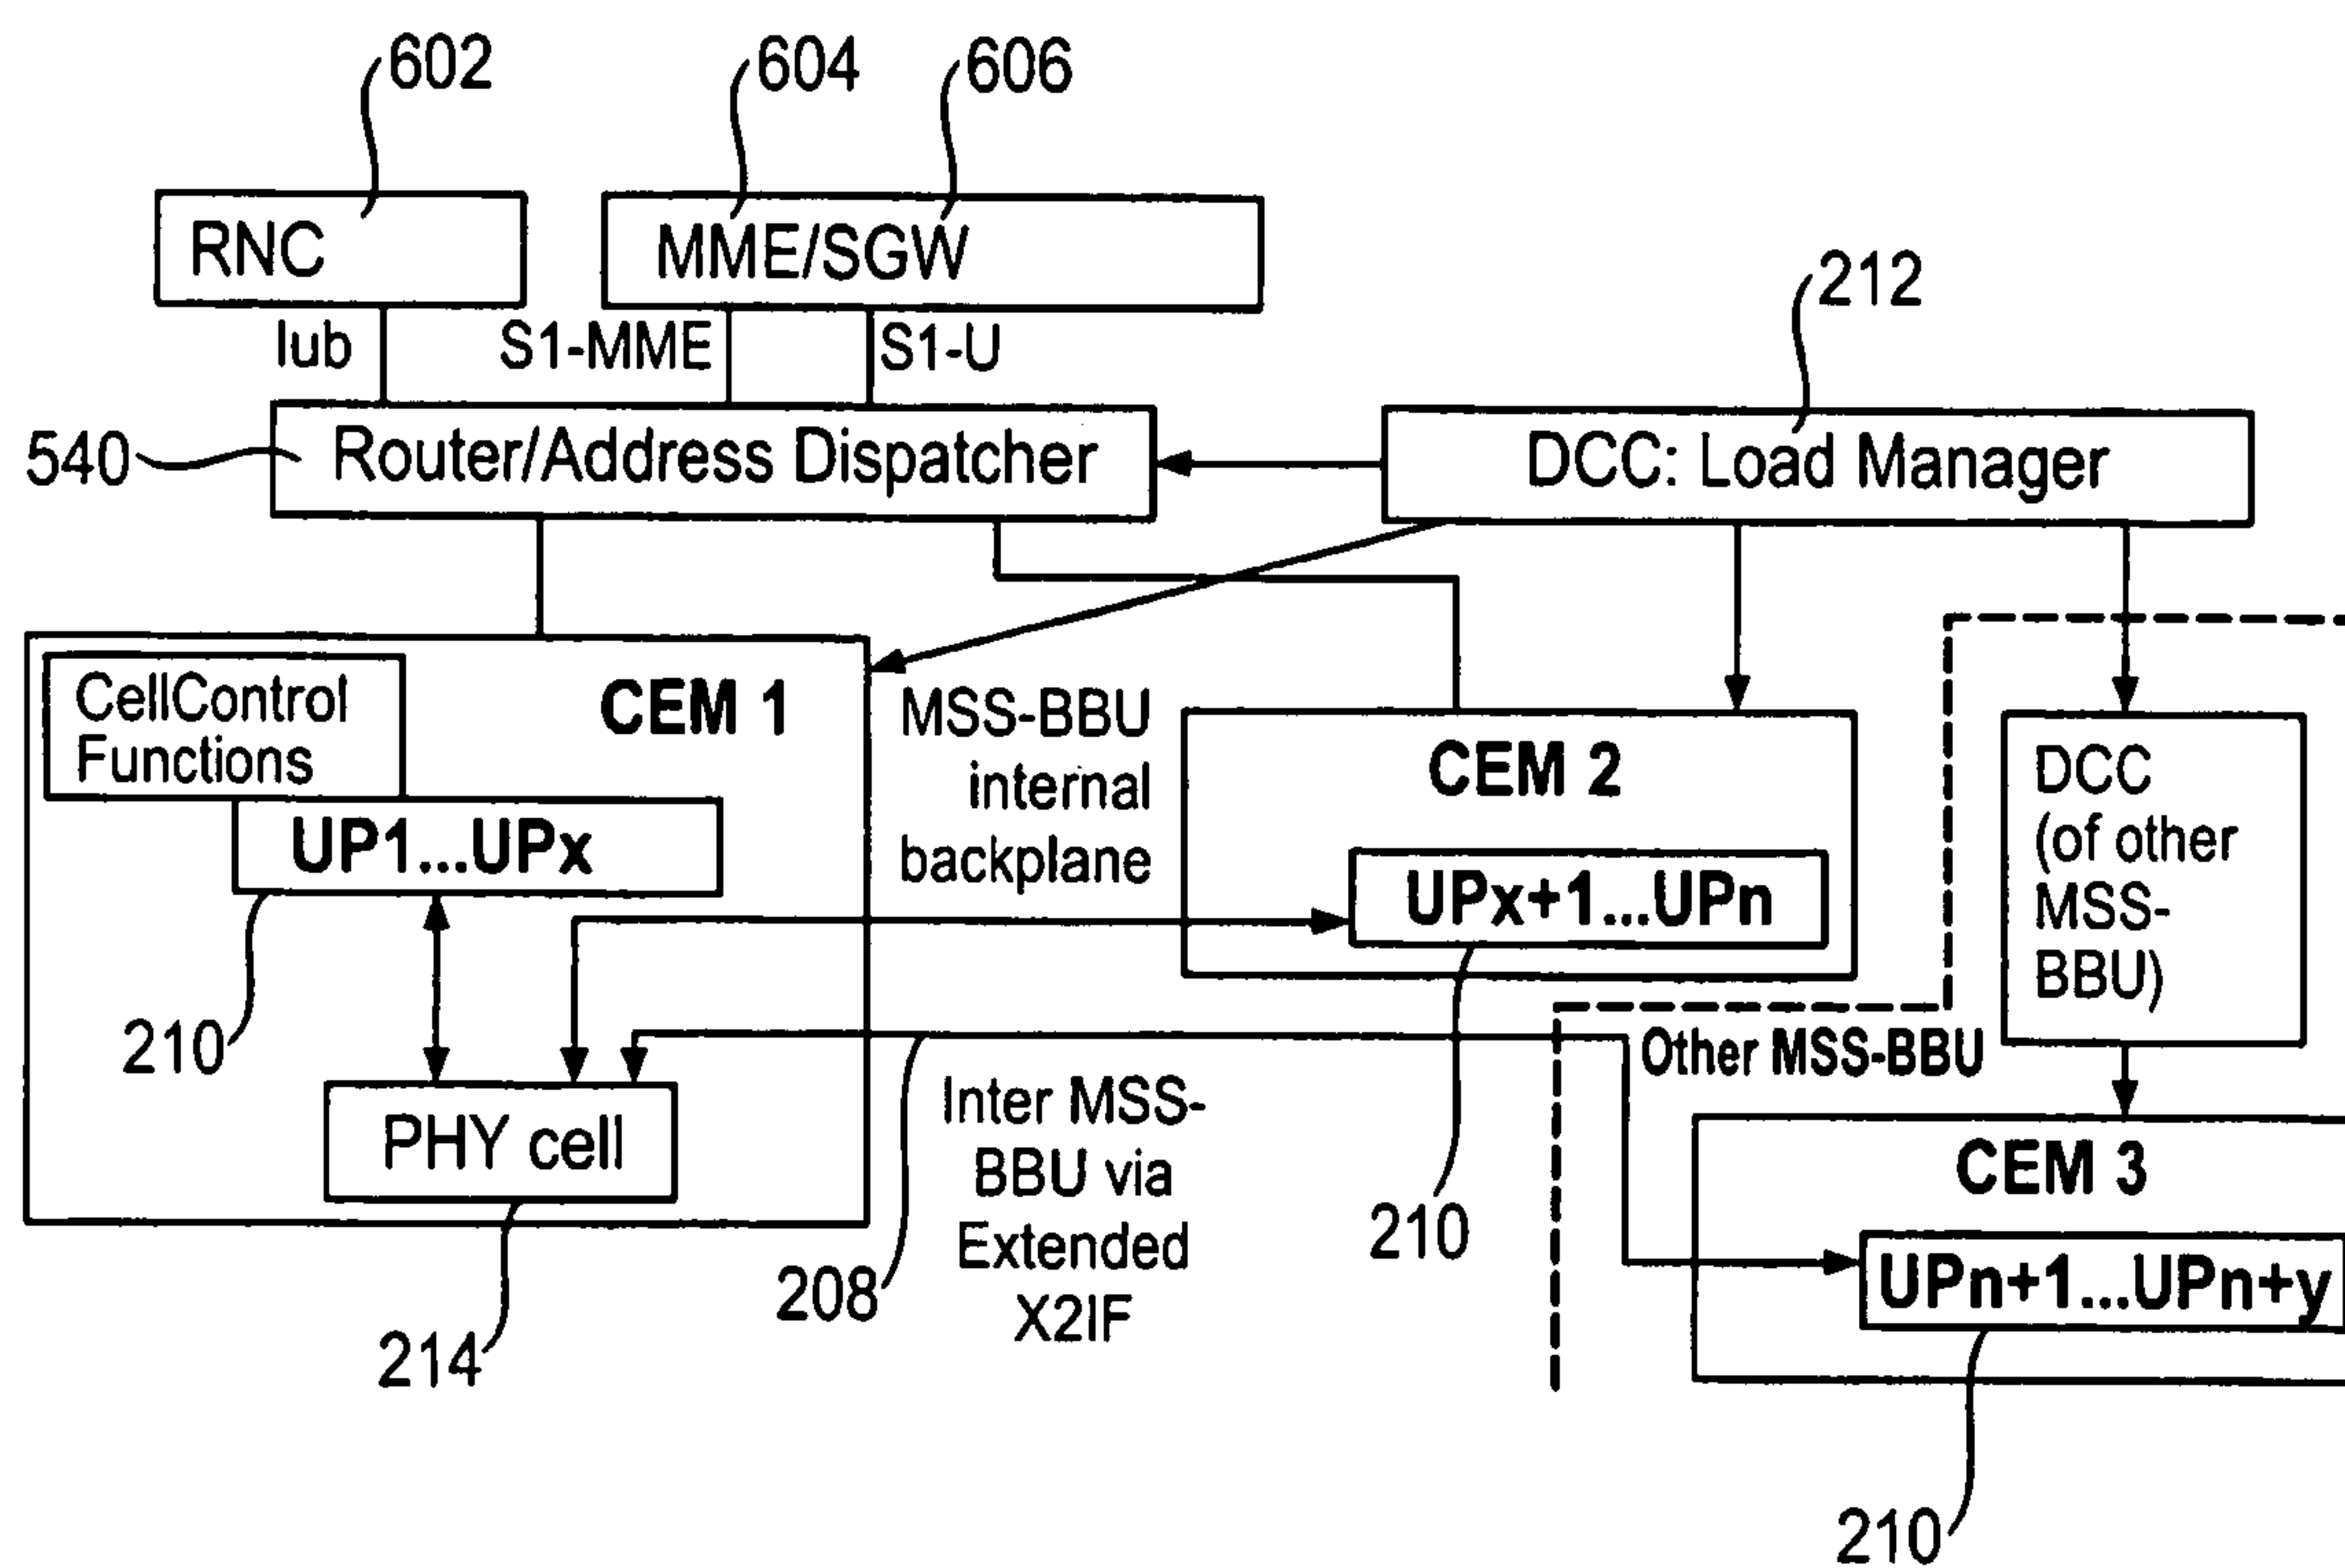 602
604
606
RNC
MME/SGW
212
Iub
S1-MME
S1-U
540
Router/Address Dispatcher
DCC: Load Manager
CellControl
Functions
CEM 1
UP1...UPx
210
PHY cell
214
MSS-BBU
internal
backplane
CEM 2
UPx+1...UPn
210
208
Inter MSS-
BBU via
Extended
X2IF
DCC
(of other
MSS-
BBU)
Other MSS-BBU
CEM 3
UPn+1...UPn+y
210